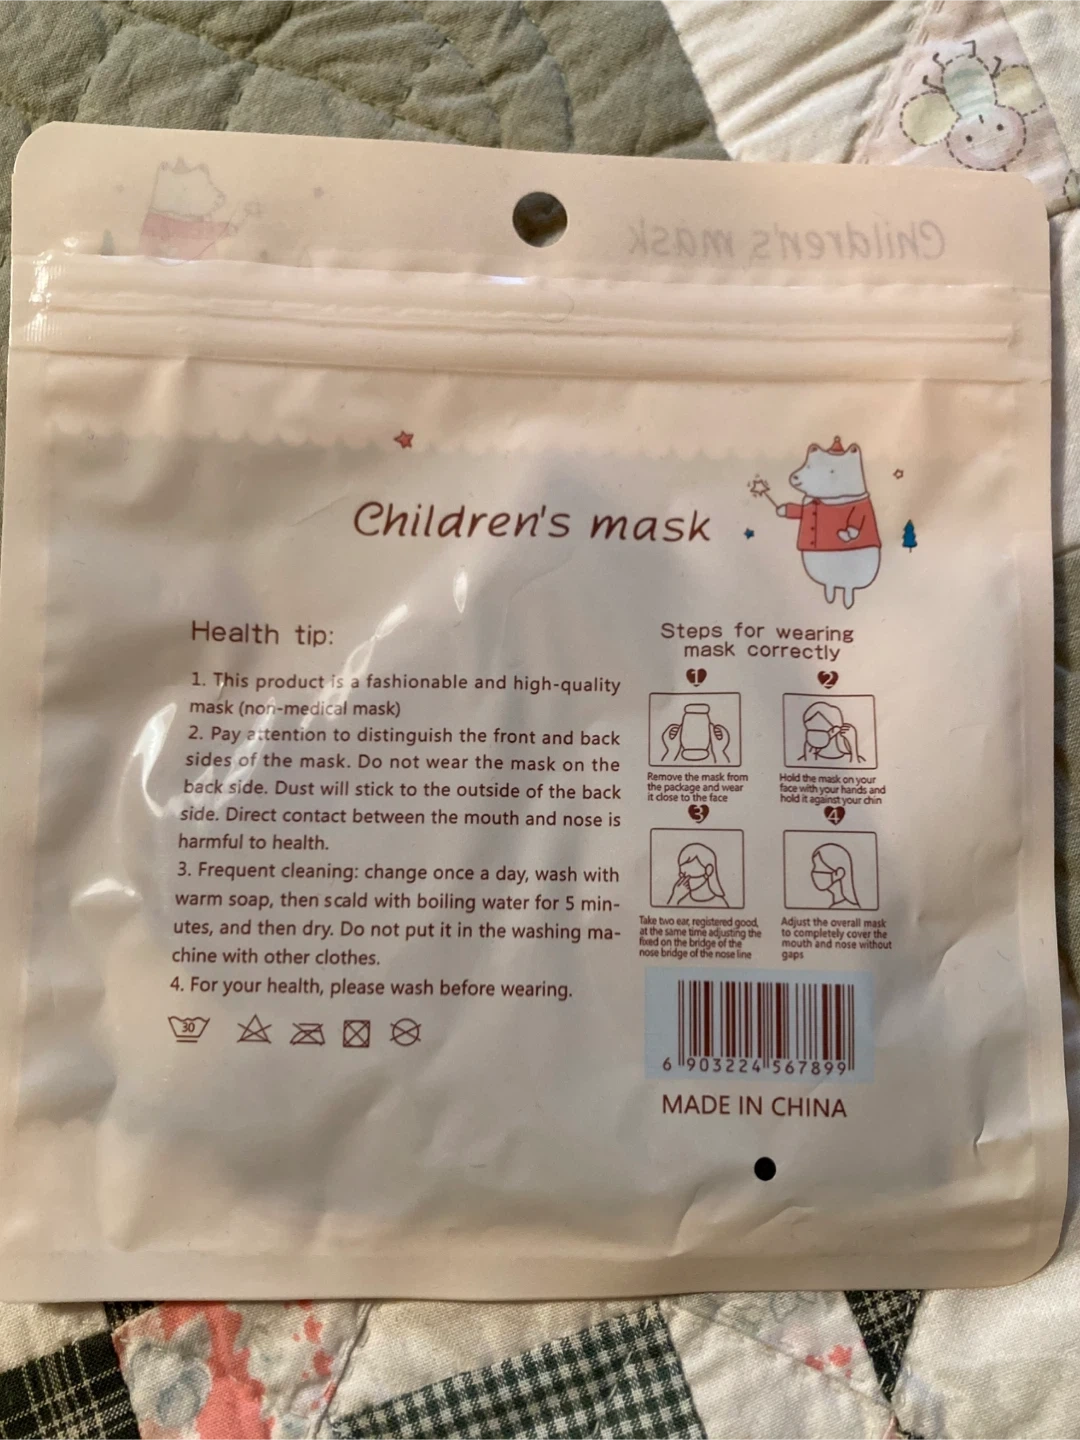 Children's mask
Children's mask
Health tip:
1. This product is a fashionable and high-quality
mask (non-medical mask)
2. Pay attention to distinguish the front and back
sides of the mask. Do not wear the mask on the
back side. Dust will stick to the outside of the back
side. Direct contact between the mouth and nose is
harmful to health.
3. Frequent cleaning: change once a day, wash with
warm soap, then scald with boiling water for 5 min-
utes, and then dry. Do not put it in the washing ma-
chine with other clothes.
4. For your health, please wash before wearing.
30
Steps for wearing
mask correctly
1
2
Remove the mask from
the package and wear
it close to the face
Hold the mask on your
face with your hands and
hold it against your chin
3
4
Take two ear, registered good,
at the same time adjusting the
fixed on the bridge of the
nose bridge of the nose line
Adjust the overall mask
to completely cover the
mouth and nose without
gaps
6 903224 567899
MADE IN CHINA